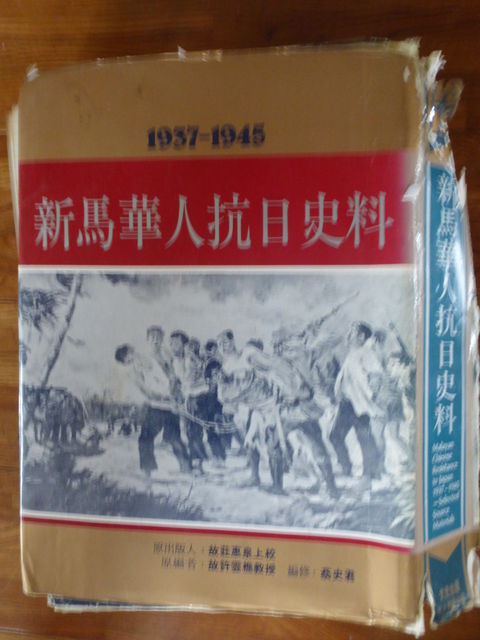 1937-1945
新馬華人抗日史料
原出版人：故莊惠泉上校
原編者：故許雲樵教授 編修：蔡史君
新馬華人抗日史料
Malayan
Chinese
Resistance
to Japan
1937-1945
-Selected
Source
Materials